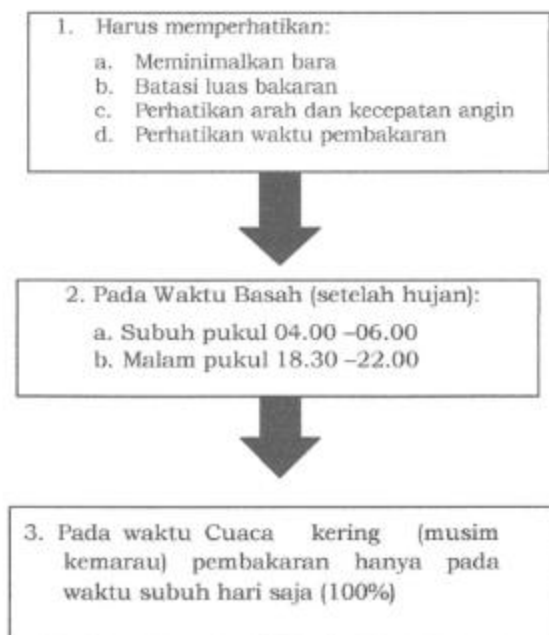 1. Harus memperhatikan:
a. Meminimalkan bara
b. Batasi luas bakaran
c. Perhatikan arah dan kecepatan angin
d. Perhatikan waktu pembakaran
2. Pada Waktu Basah (setelah hujan):
a. Subuh pukul 04.00 –06.00
b. Malam pukul 18.30 –22.00
3. Pada waktu Cuaca kering (musim
kemarau) pembakaran hanya pada
waktu subuh hari saja (100%)